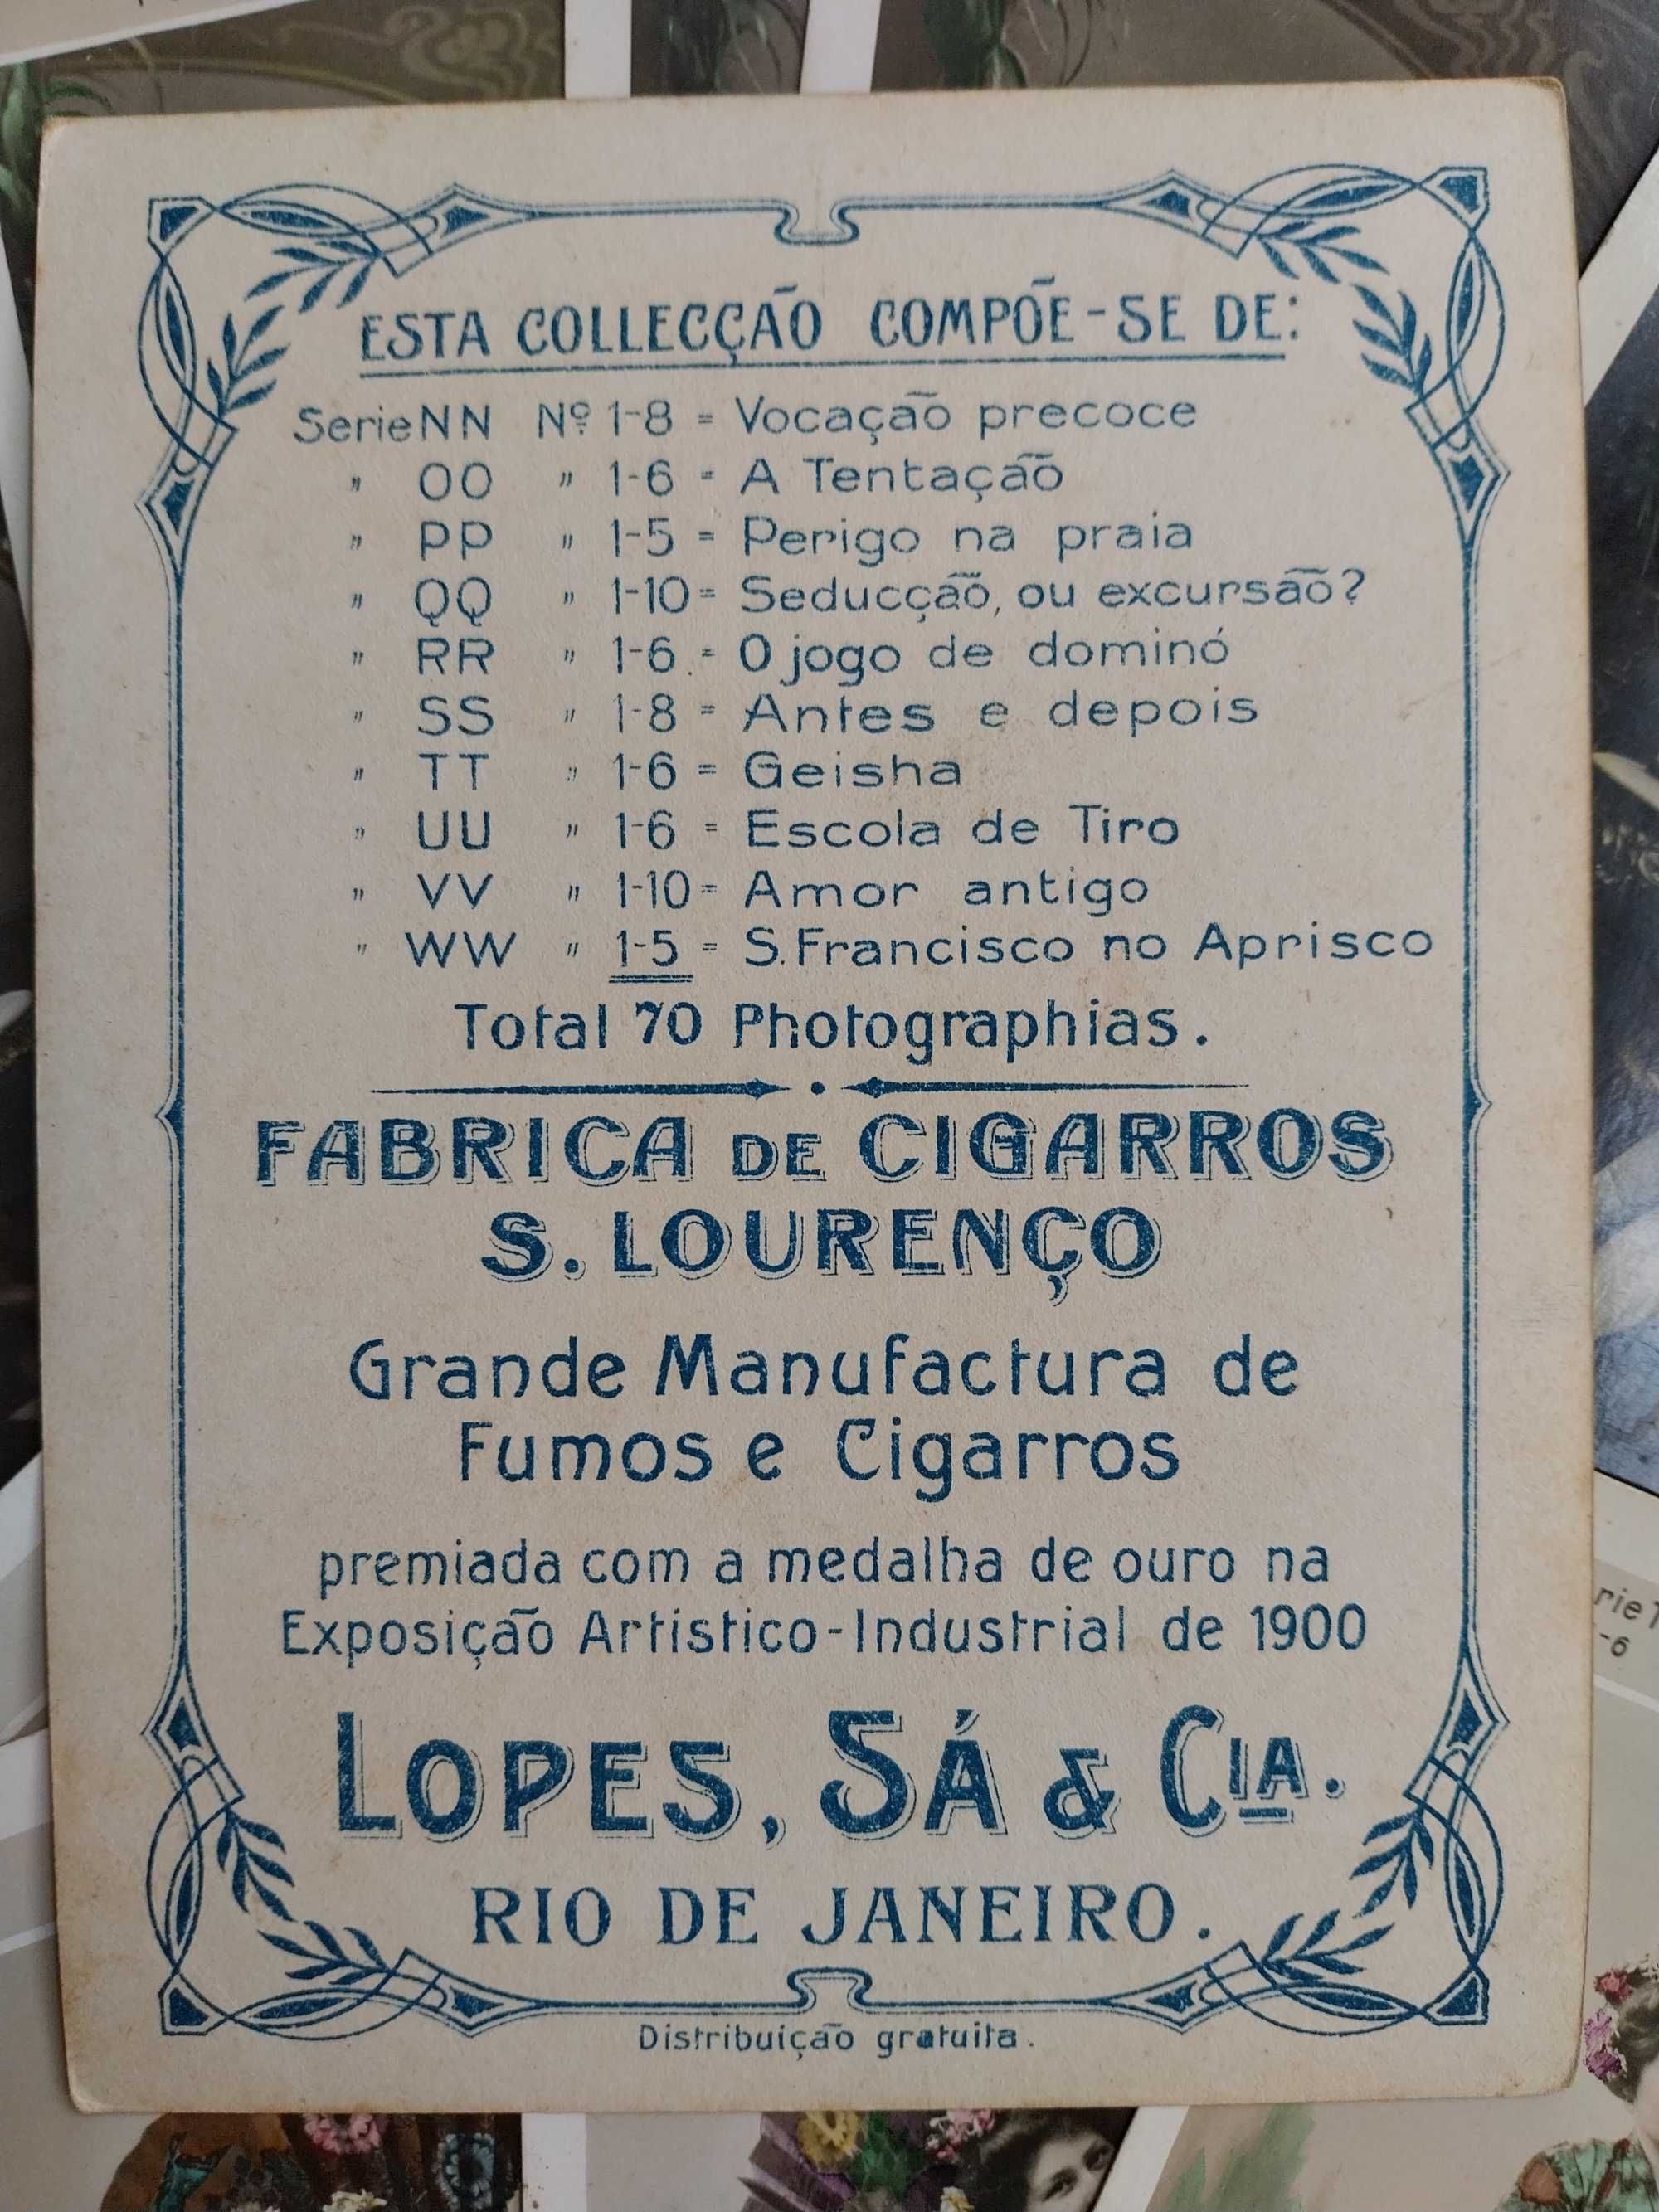 ESTA COLLECÇÃO COMPÕE-SE DE:
Serie NN Nº 1-8 = Vocação precoce
" OO " 1-6 = A Tentação
" PP " 1-5 = Perigo na praia
" QQ " 1-10 = Seducção, ou excursão?
" RR " 1-6 = O jogo de dominó
" SS " 1-8 = Antes e depois
" TT " 1-6 = Geisha
" UU " 1-6 = Escola de Tiro
" VV " 1-10 = Amor antigo
" WW " 1-5 = S. Francisco no Aprisco
Total 70 Photographias.
FABRICA DE CIGARROS
S. LOURENÇO
Grande Manufactura de
Fumos e Cigarros
premiada com a medalha de ouro na
Exposição Artistico-Industrial de 1900
LOPES, SÁ & CIA.
RIO DE JANEIRO.
Distribuição gratuita.
-6